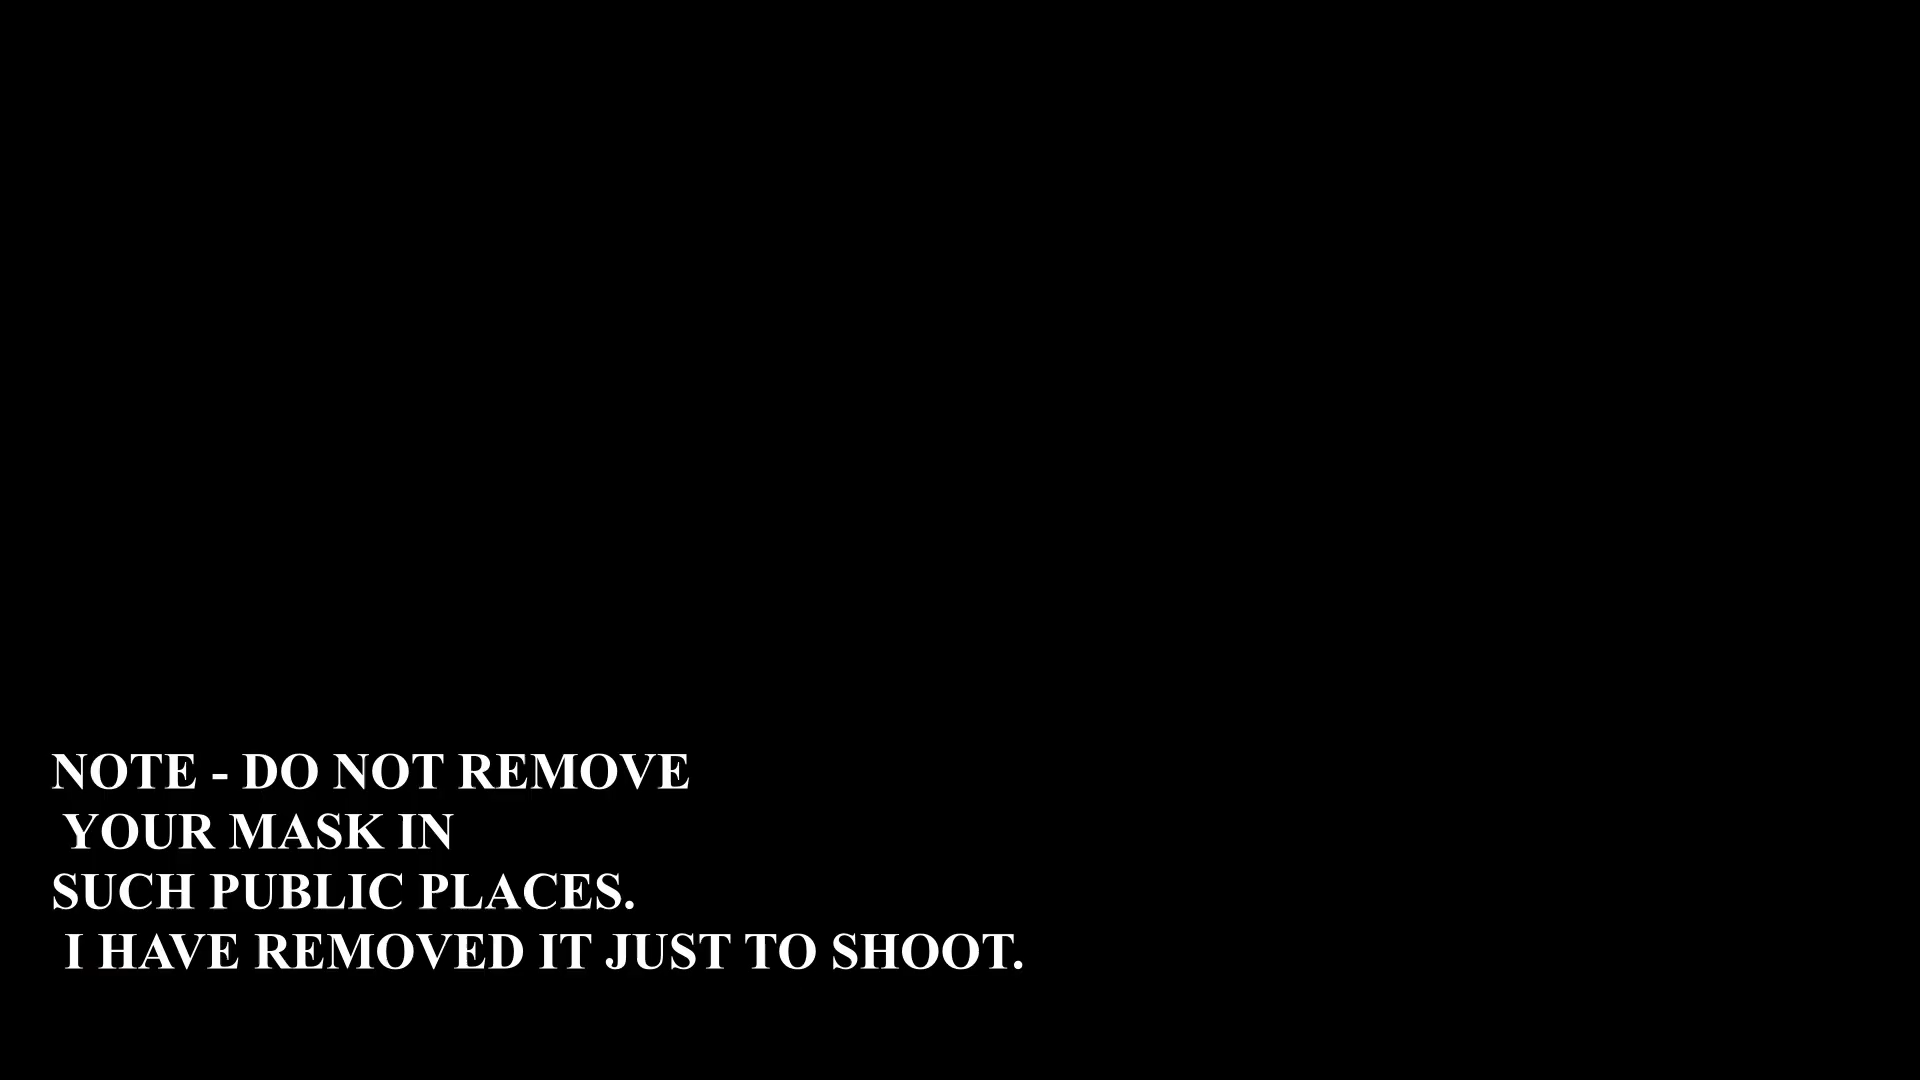 NOTE - DO NOT REMOVE
YOUR MASK IN
SUCH PUBLIC PLACES.
I HAVE REMOVED IT JUST TO SHOOT.